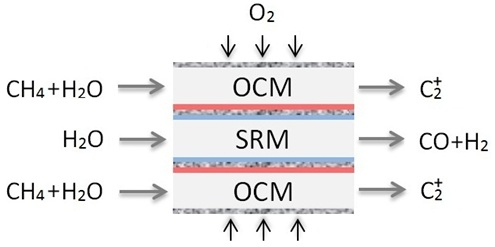 O₂
CH₄+H₂O OCM C₂⁺
H₂O SRM CO+H₂
CH₄+H₂O OCM C₂⁺